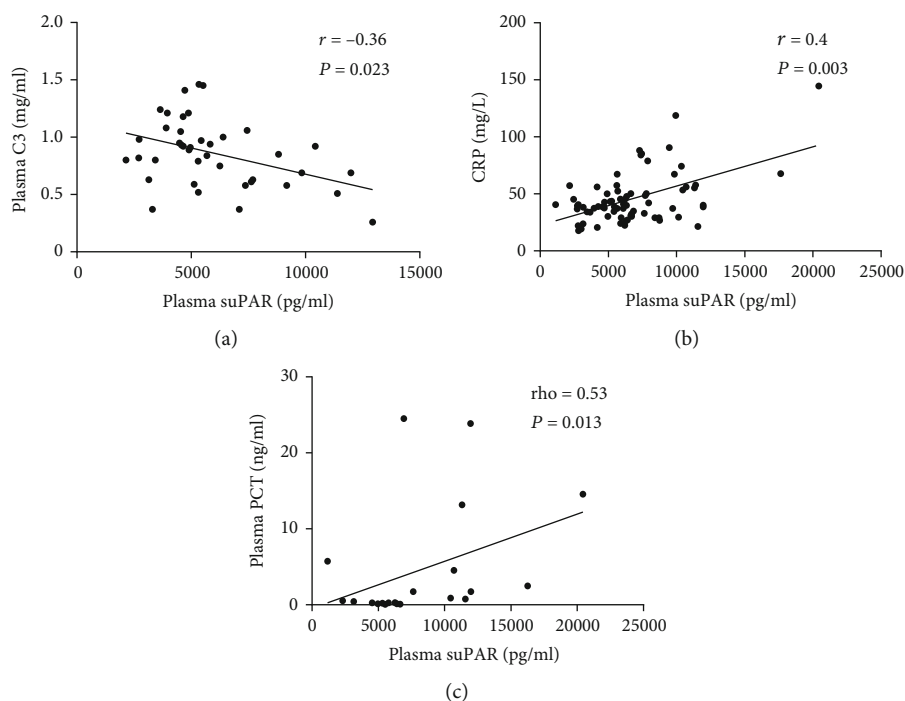 2.0
1.5
1.0
0.5
0
Plasma C3 (mg/ml)
r = –0.36
P = 0.023
0 5000 10000 15000
Plasma suPAR (pg/ml)
(a)
200
150
100
50
0
CRP (mg/L)
r = 0.4
P = 0.003
0 5000 10000 15000 20000 25000
Plasma suPAR (pg/ml)
(b)
30
20
10
0
Plasma PCT (ng/ml)
rho = 0.53
P = 0.013
0 5000 10000 15000 20000 25000
Plasma suPAR (pg/ml)
(c)